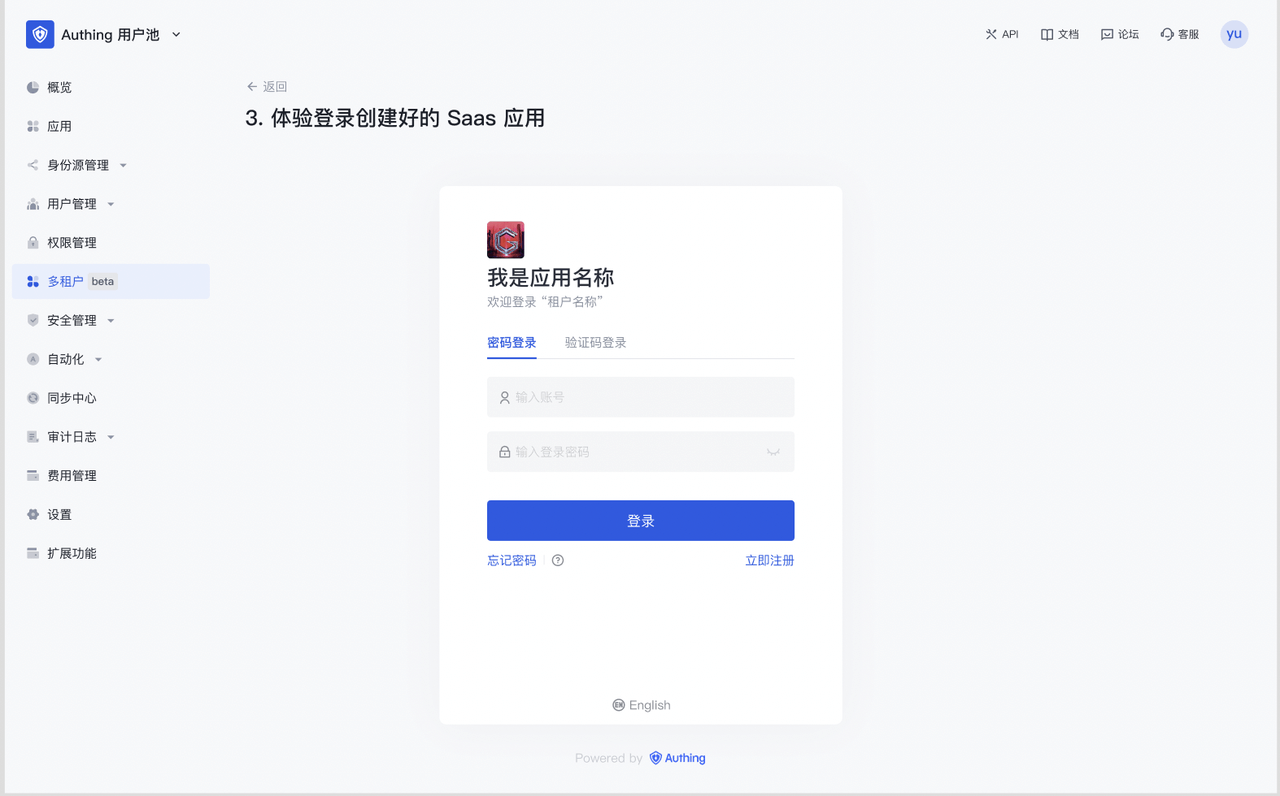 Authing 用户池
API
文档
论坛
客服
yu
概览
应用
身份源管理
用户管理
权限管理
多租户 beta
安全管理
自动化
同步中心
审计日志
费用管理
设置
扩展功能
返回
3. 体验登录创建好的 Saas 应用
我是应用名称
欢迎登录“租户名称”
密码登录 验证码登录
输入账号
输入登录密码
登录
忘记密码 立即注册
English
Powered by Authing